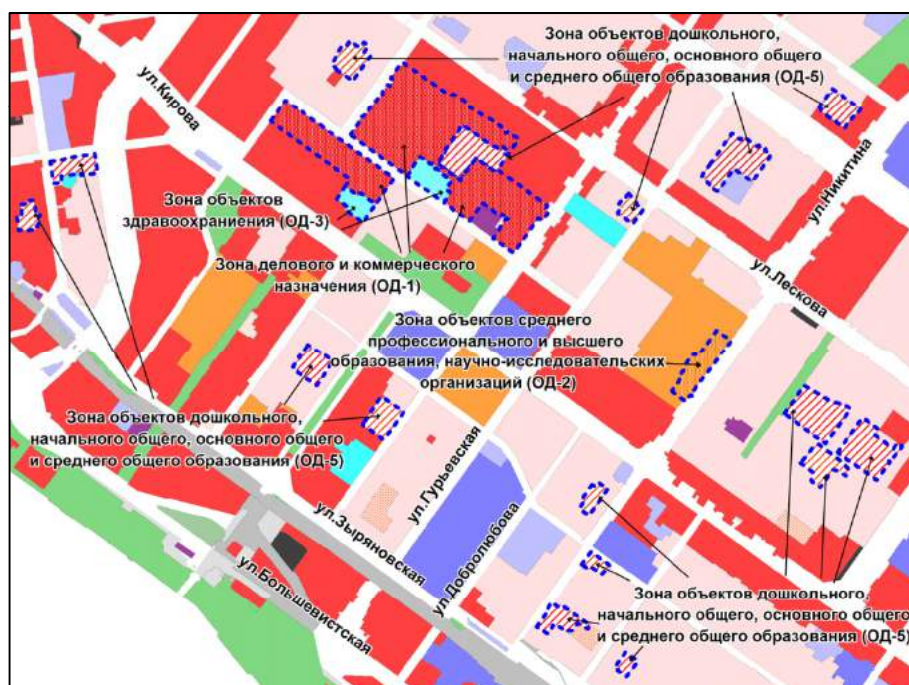 Зона объектов дошкольного,
начального общего, основного общего
и среднего общего образования (ОД-5)
ул.Кирова
ул.Никитина
Зона объектов
здравоохраниения (ОД-3)
Зона делового и коммерческого
назначения (ОД-1)
ул.Лескова
Зона объектов среднего
профессионального и высшего
образования, научно-исследовательских
организаций (ОД-2)
Зона объектов дошкольного,
начального общего, основного общего
и среднего общего образования (ОД-5)
ул.Гурьевская
ул.Зыряновская
ул.Добролюбова
ул.Большевистская
Зона объектов дошкольного,
начального общего, основного общего
и среднего общего образования (ОД-5)